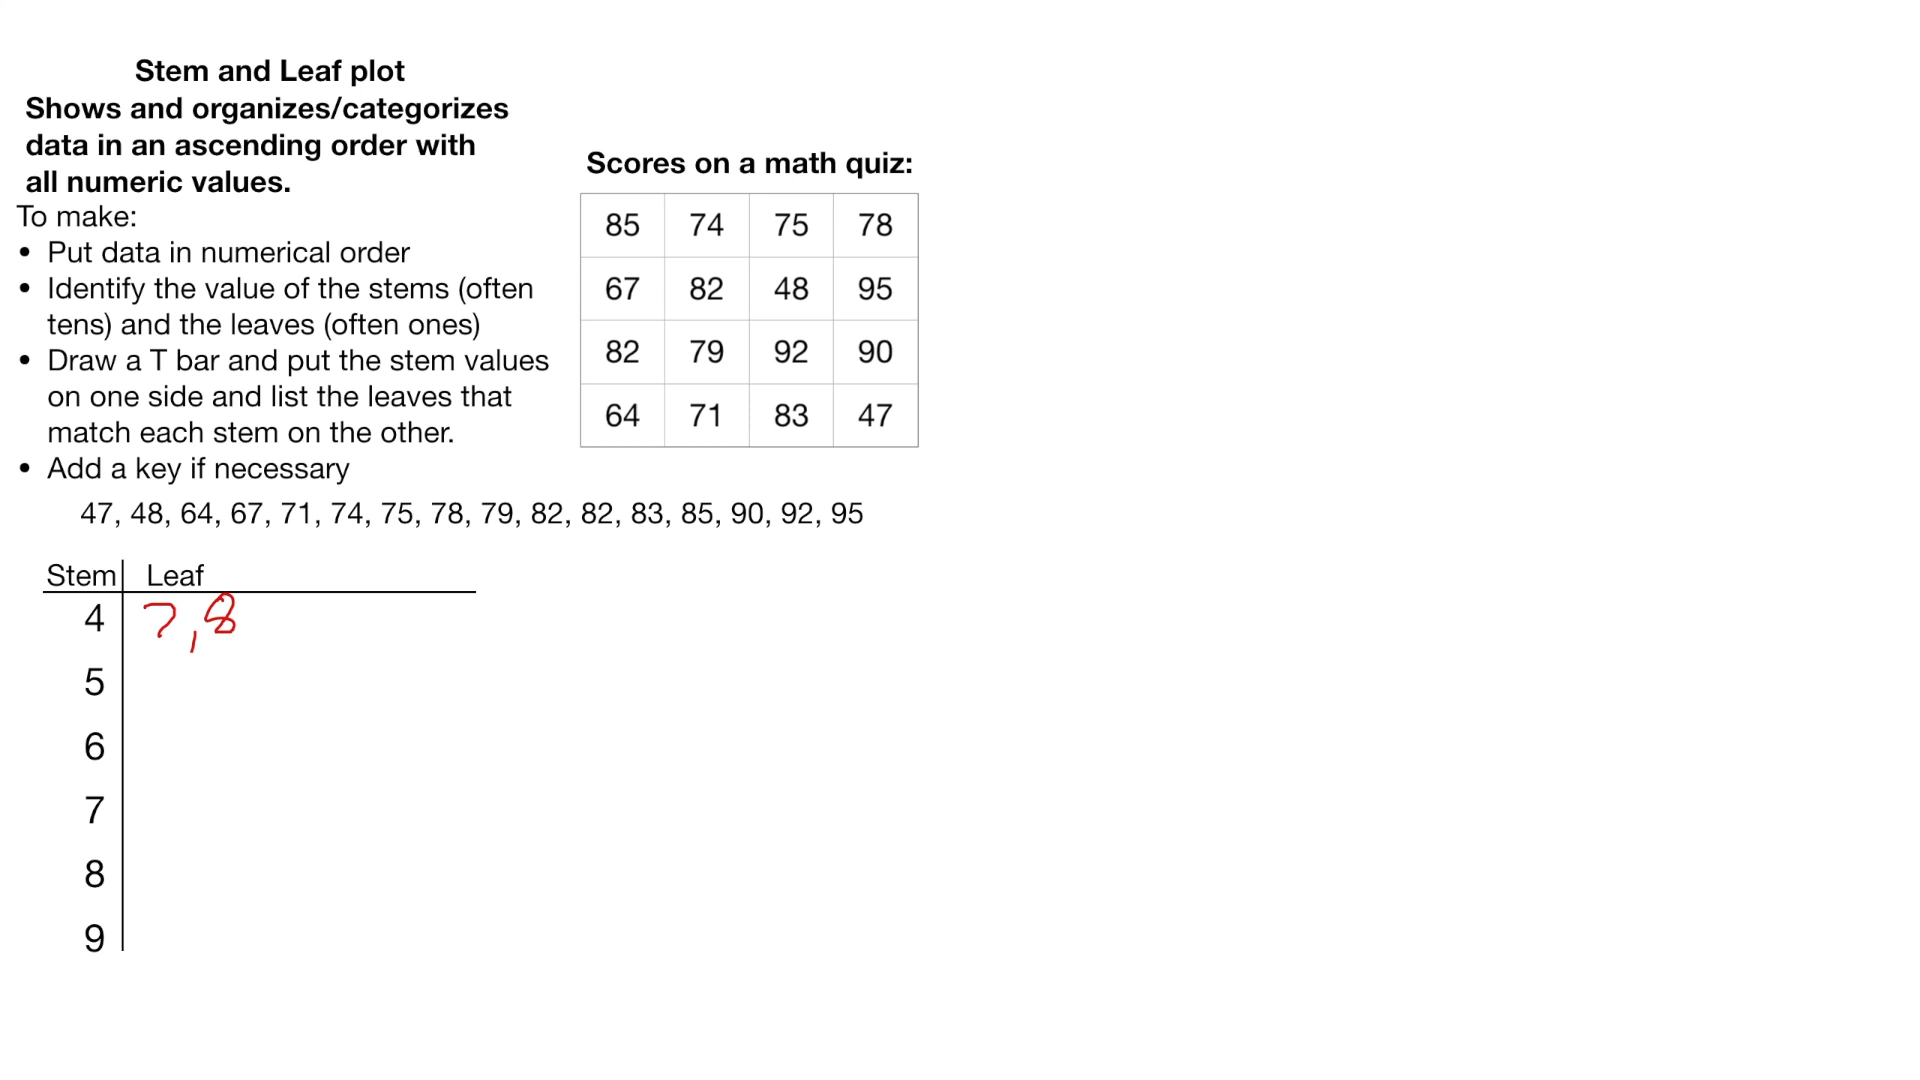 Stem and Leaf plot
Shows and organizes/categorizes
data in an ascending order with
all numeric values.
To make:
• Put data in numerical order
• Identify the value of the stems (often
tens) and the leaves (often ones)
• Draw a T bar and put the stem values
on one side and list the leaves that
match each stem on the other.
• Add a key if necessary
Scores on a math quiz:
85 74 75 78
67 82 48 95
82 79 92 90
64 71 83 47
47, 48, 64, 67, 71, 74, 75, 78, 79, 82, 82, 83, 85, 90, 92, 95
Stem Leaf
4 7,8
5
6
7
8
9